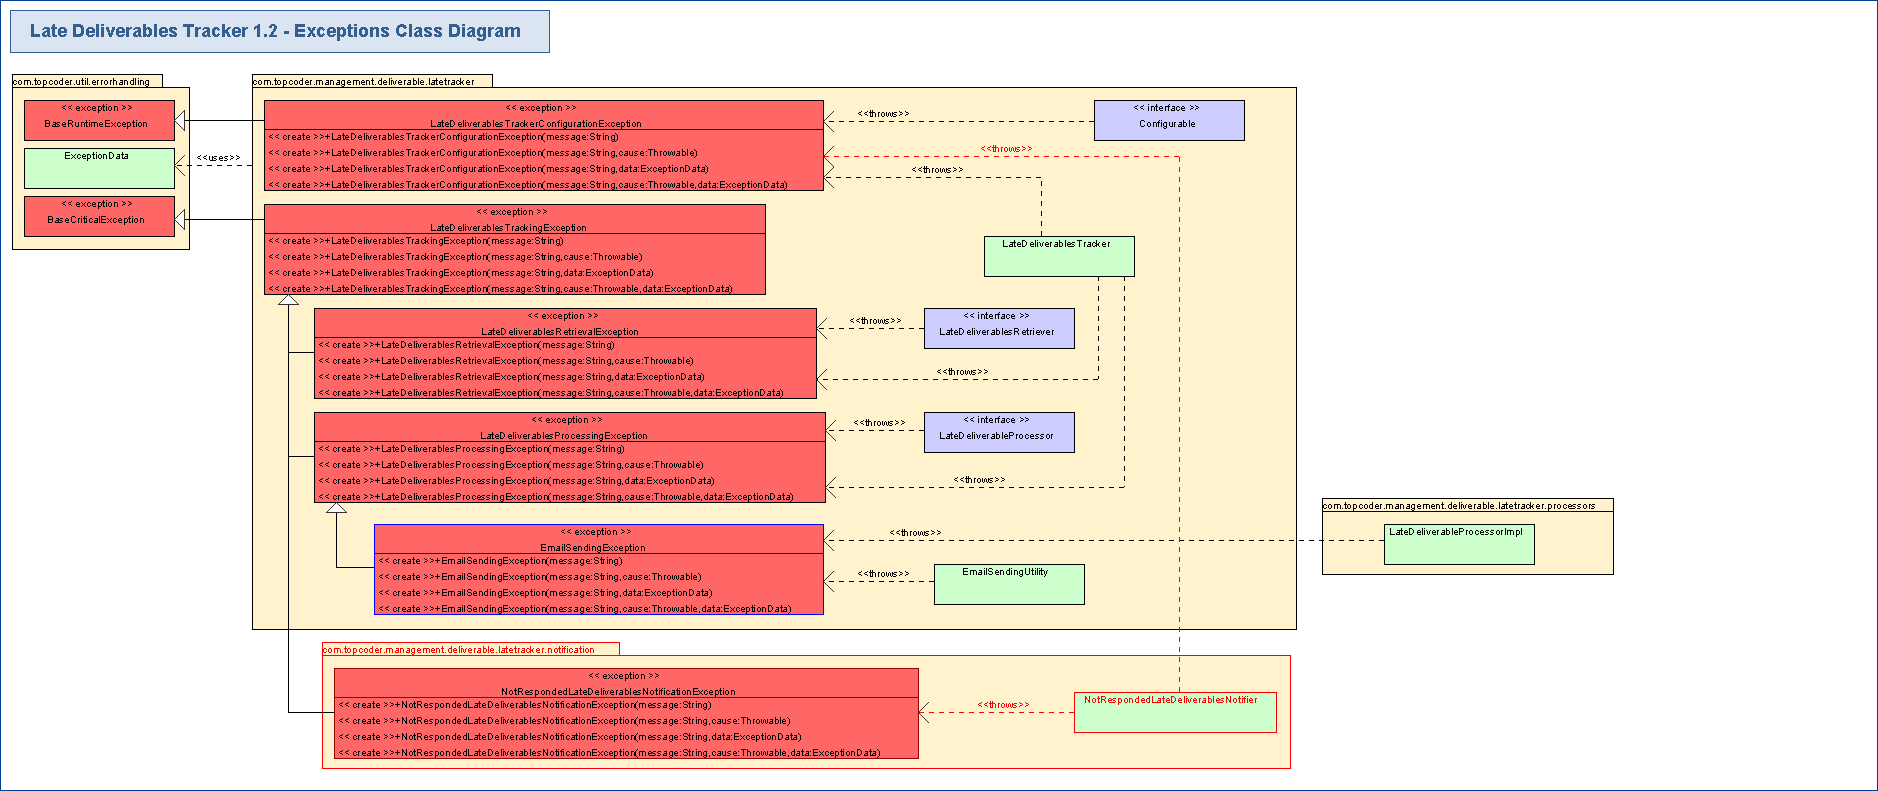 Late Deliverables Tracker 1.2 - Exceptions Class Diagram
com.topcoder.util.errorhandling
<< exception >>
BaseRuntimeException
ExceptionData
<< exception >>
BaseCriticalException
<<uses>>
com.topcoder.management.deliverable.latetracker
<< exception >>
LateDeliverablesTrackerConfigurationException
<< create >>+LateDeliverablesTrackerConfigurationException(message:String)
<< create >>+LateDeliverablesTrackerConfigurationException(message:String,cause:Throwable)
<< create >>+LateDeliverablesTrackerConfigurationException(message:String,data:ExceptionData)
<< create >>+LateDeliverablesTrackerConfigurationException(message:String,cause:Throwable,data:ExceptionData)
<<throws>>
<< interface >>
Configurable
<<throws>>
<<throws>>
<< exception >>
LateDeliverablesTrackingException
<< create >>+LateDeliverablesTrackingException(message:String)
<< create >>+LateDeliverablesTrackingException(message:String,cause:Throwable)
<< create >>+LateDeliverablesTrackingException(message:String,data:ExceptionData)
<< create >>+LateDeliverablesTrackingException(message:String,cause:Throwable,data:ExceptionData)
LateDeliverablesTracker
<< exception >>
LateDeliverablesRetrievalException
<< create >>+LateDeliverablesRetrievalException(message:String)
<< create >>+LateDeliverablesRetrievalException(message:String,cause:Throwable)
<< create >>+LateDeliverablesRetrievalException(message:String,data:ExceptionData)
<< create >>+LateDeliverablesRetrievalException(message:String,cause:Throwable,data:ExceptionData)
<<throws>>
<< interface >>
LateDeliverablesRetriever
<<throws>>
<< exception >>
LateDeliverablesProcessingException
<< create >>+LateDeliverablesProcessingException(message:String)
<< create >>+LateDeliverablesProcessingException(message:String,cause:Throwable)
<< create >>+LateDeliverablesProcessingException(message:String,data:ExceptionData)
<< create >>+LateDeliverablesProcessingException(message:String,cause:Throwable,data:ExceptionData)
<<throws>>
<< interface >>
LateDeliverableProcessor
<<throws>>
<< exception >>
EmailSendingException
<< create >>+EmailSendingException(message:String)
<< create >>+EmailSendingException(message:String,cause:Throwable)
<< create >>+EmailSendingException(message:String,data:ExceptionData)
<< create >>+EmailSendingException(message:String,cause:Throwable,data:ExceptionData)
<<throws>>
<<throws>>
EmailSendingUtility
com.topcoder.management.deliverable.latetracker.processors
LateDeliverableProcessorImpl
com.topcoder.management.deliverable.latetracker.notification
<< exception >>
NotRespondedLateDeliverablesNotificationException
<< create >>+NotRespondedLateDeliverablesNotificationException(message:String)
<< create >>+NotRespondedLateDeliverablesNotificationException(message:String,cause:Throwable)
<< create >>+NotRespondedLateDeliverablesNotificationException(message:String,data:ExceptionData)
<< create >>+NotRespondedLateDeliverablesNotificationException(message:String,cause:Throwable,data:ExceptionData)
<<throws>>
NotRespondedLateDeliverablesNotifier